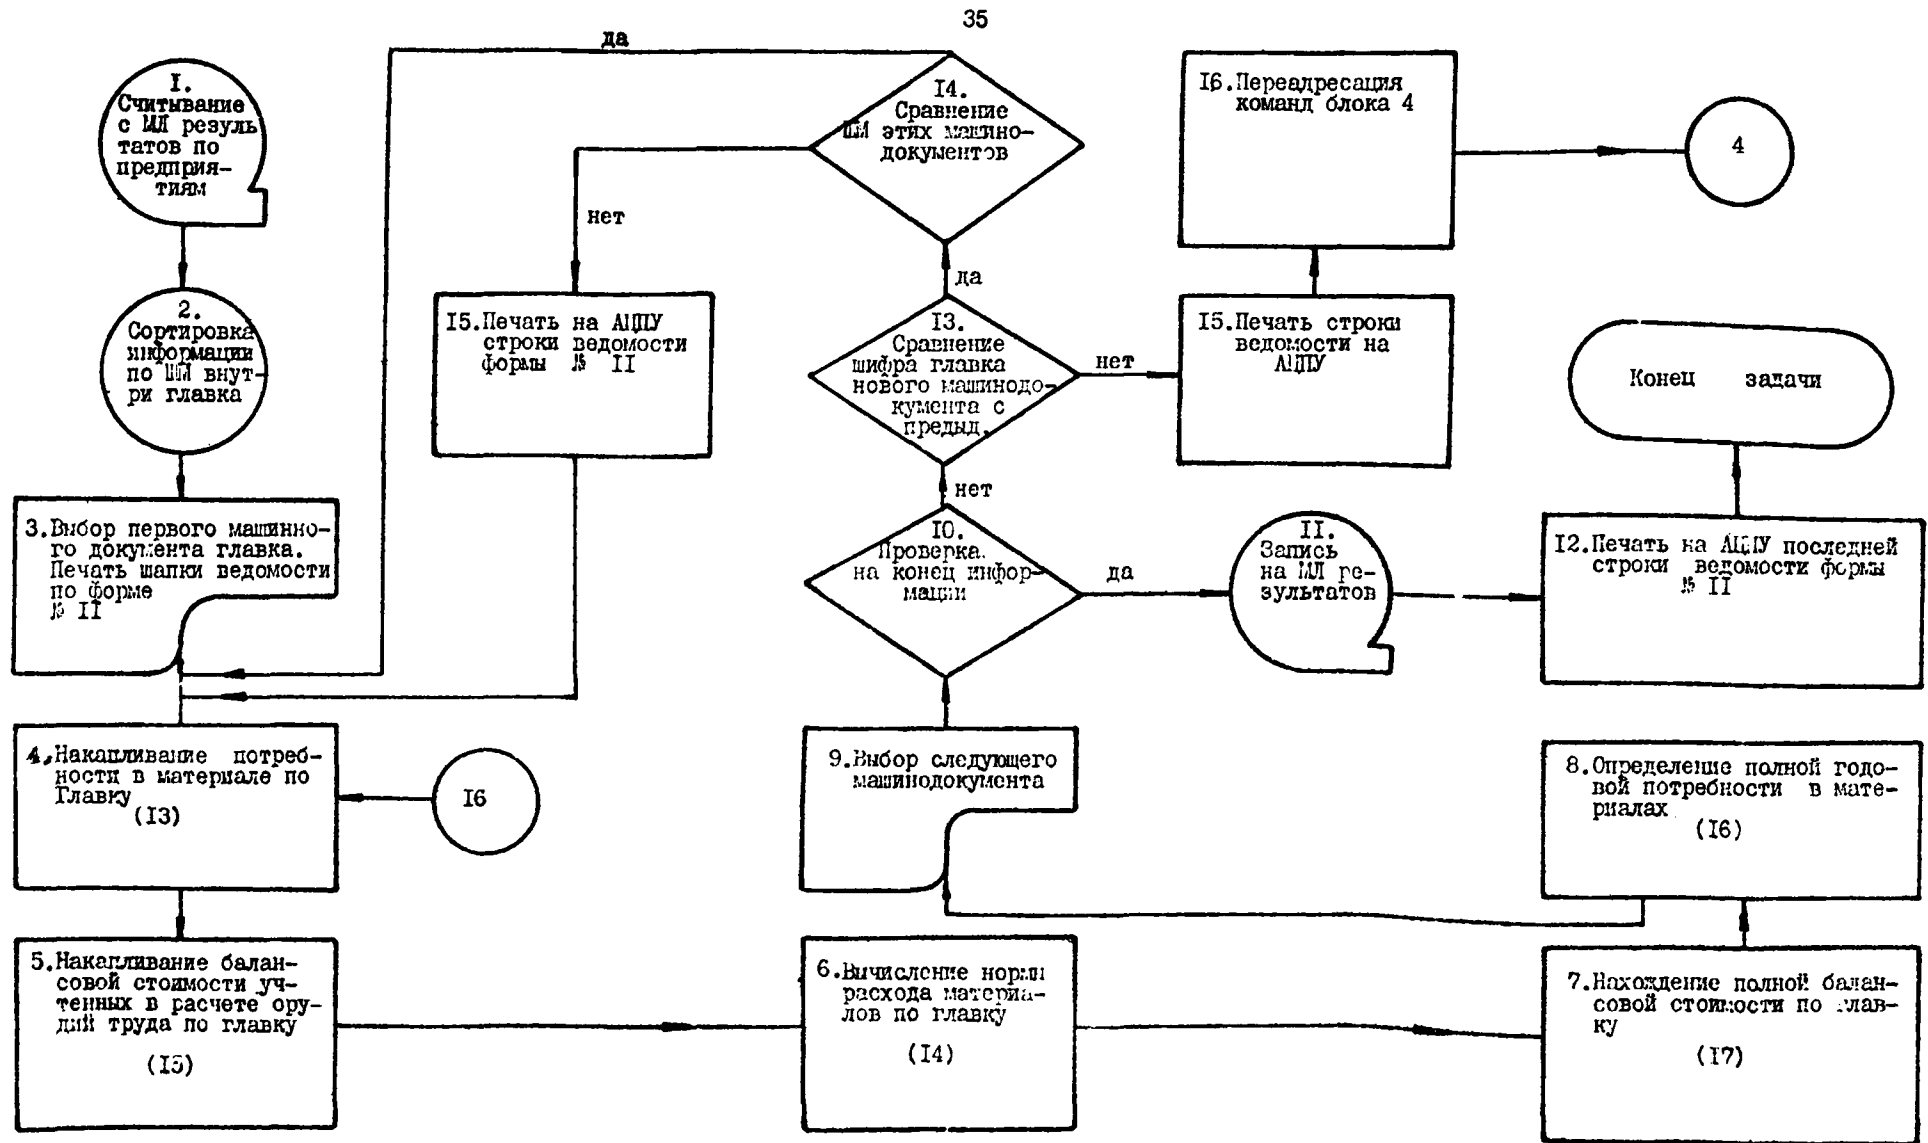 35
да
I.
Считывание
с МЛ резуль
татов по
предприя-
тиям
2.
Сортировка
информации
по ШМ внут-
ри главка
3.Выбор первого машинно-
го документа главка.
Печать шапки ведомости
по форме
№ II
4.Накапливание потреб-
ности в материале по
Главку
(I3)
I6
5.Накапливание балан-
совой стоимости уч-
тенных в расчете ору-
дий труда по главку
(I5)
6.Вычисление нормы
расхода материа-
лов по главку
(I4)
7.Нахождение полной балан-
совой стоимости по глав-
ку
(I7)
8.Определение полной годо-
вой потребности в мате-
риалах
(I6)
9.Выбор следующего
машинодокумента
I0.
Проверка
на конец инфор-
мации
да
нет
II.
Запись
на МЛ ре-
зультатов
I2.Печать на АЦПУ последней
строки ведомости формы
№ II
Конец задачи
I3.
Сравнение
шифра главка
нового машинодо-
кумента с
предыд.
да
нет
I4.
Сравнение
ШМ этих машино-
документов
нет
I5.Печать на АЦПУ
строки ведомости
формы № II
I5.Печать строки
ведомости на
АЦПУ
I6.Переадресация
команд блока 4
4